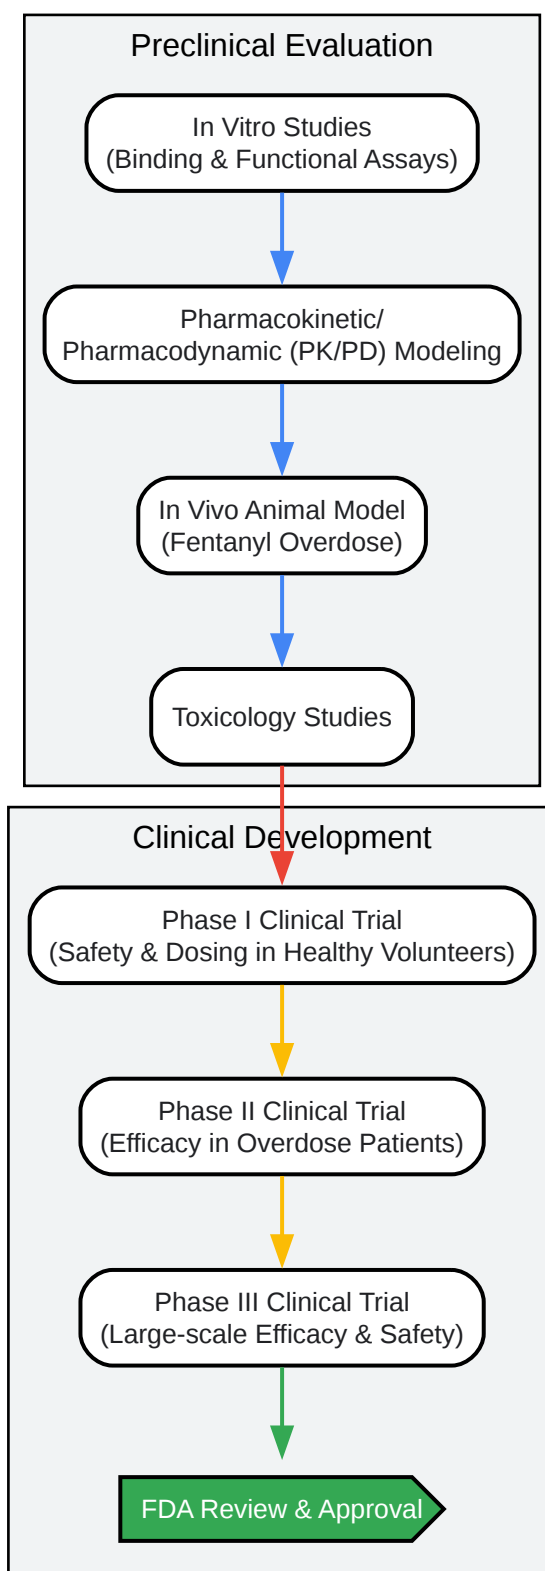 Preclinical Evaluation
In Vitro Studies
(Binding & Functional Assays)
Pharmacokinetic/
Pharmacodynamic (PK/PD) Modeling
In Vivo Animal Model
(Fentanyl Overdose)
Toxicology Studies
Clinical Development
Phase I Clinical Trial
(Safety & Dosing in Healthy Volunteers)
Phase II Clinical Trial
(Efficacy in Overdose Patients)
Phase III Clinical Trial
(Large-scale Efficacy & Safety)
FDA Review & Approval